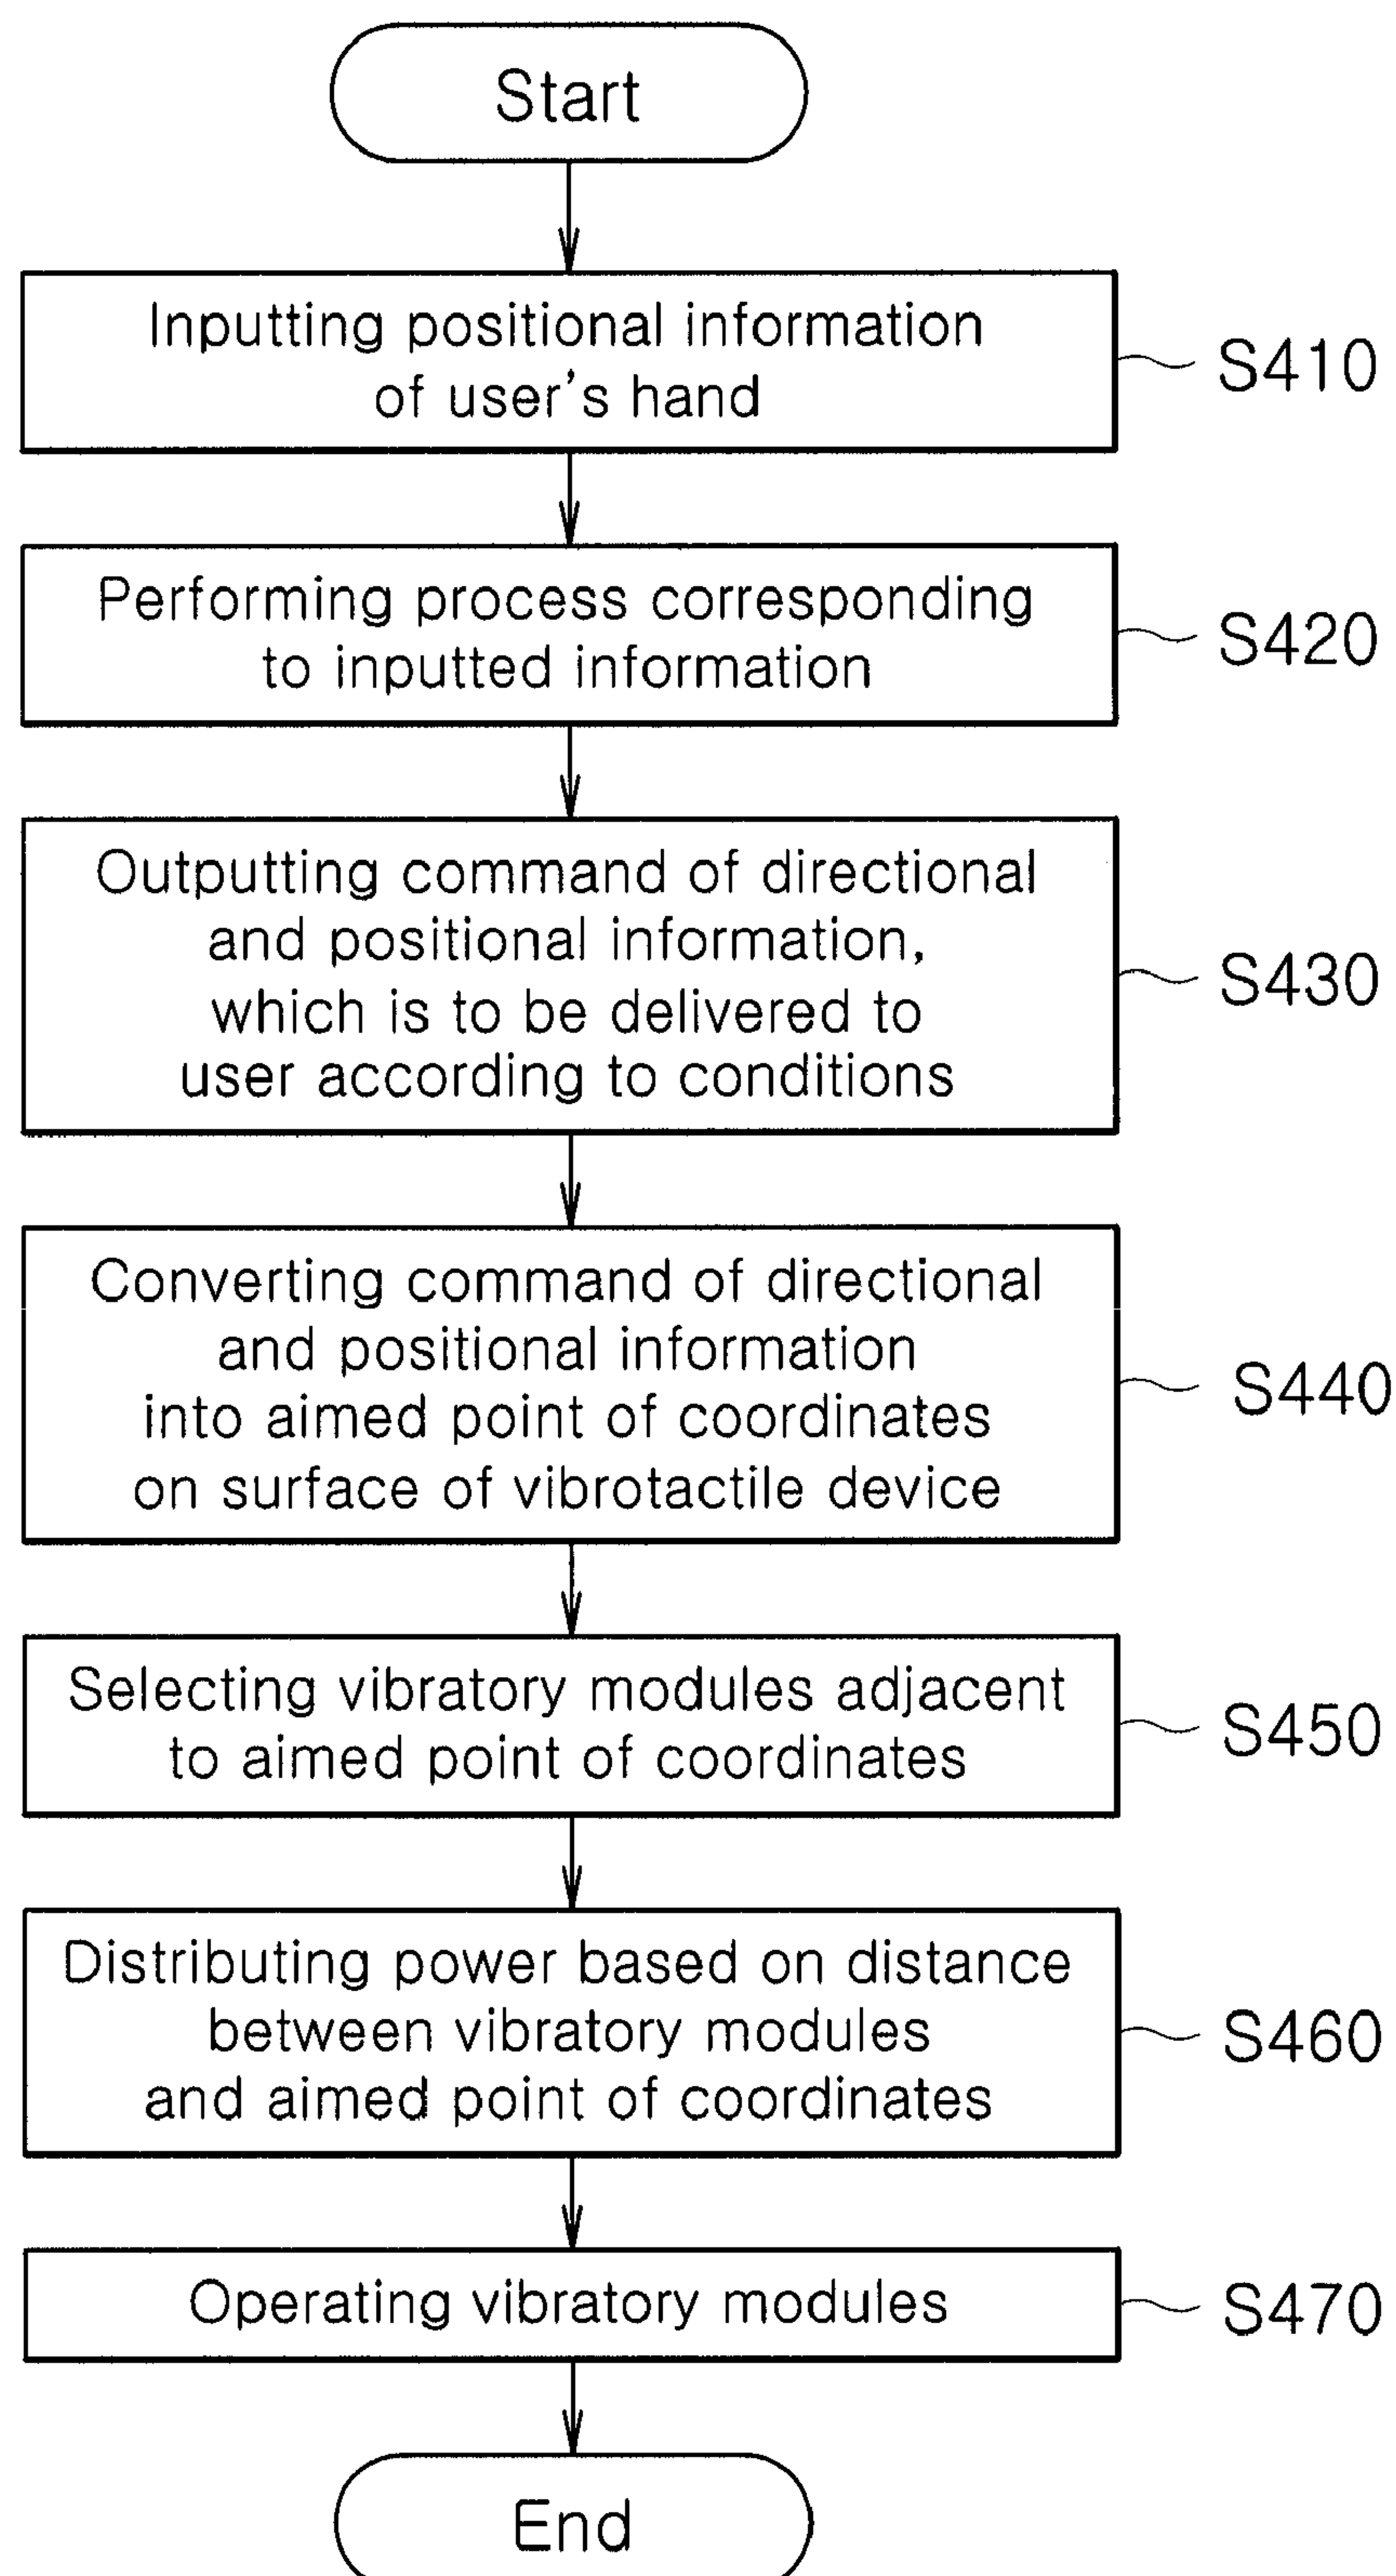 Start
Inputting positional information
of user's hand
S410
Performing process corresponding
to inputted information
S420
Outputting command of directional
and positional information,
which is to be delivered to
user according to conditions
S430
Converting command of directional
and positional information
into aimed point of coordinates
on surface of vibrotactile device
S440
Selecting vibratory modules adjacent
to aimed point of coordinates
S450
Distributing power based on distance
between vibratory modules
and aimed point of coordinates
S460
Operating vibratory modules
S470
End